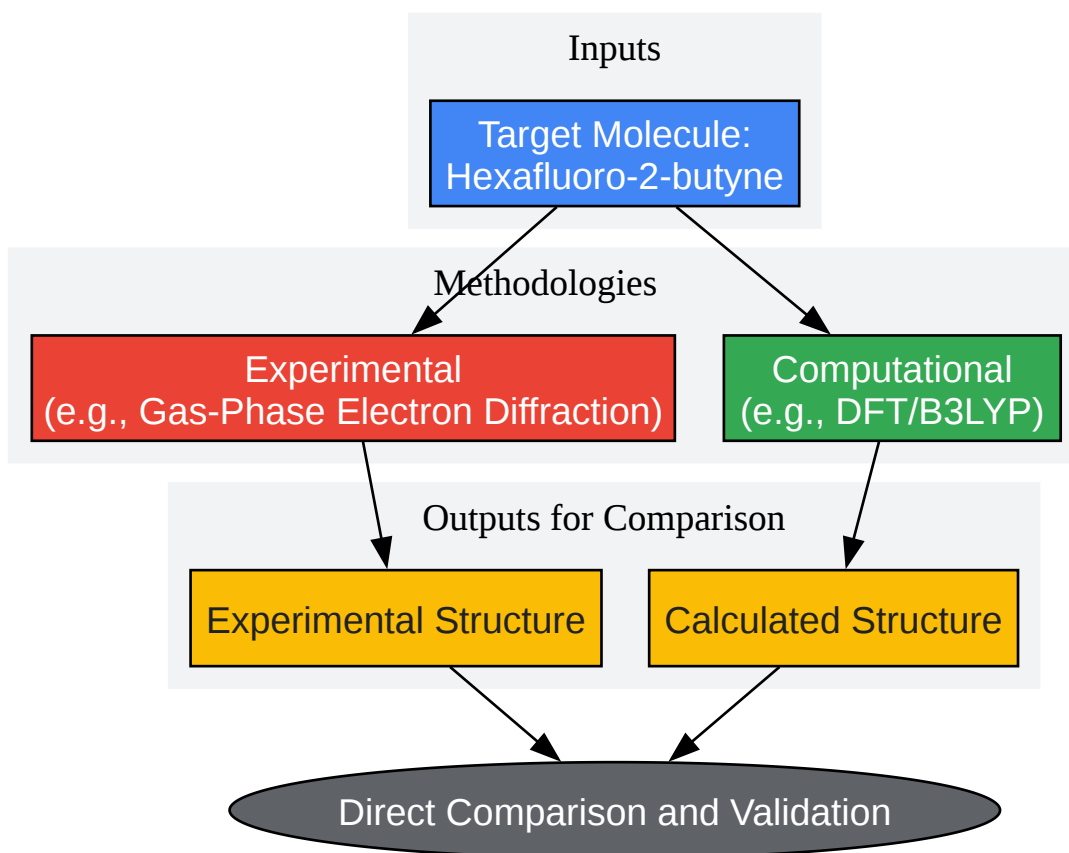 Inputs
Target Molecule:
Hexafluoro-2-butyne
Methodologies
Experimental
(e.g., Gas-Phase Electron Diffraction)
Computational
(e.g., DFT/B3LYP)
Outputs for Comparison
Experimental Structure
Calculated Structure
Direct Comparison and Validation